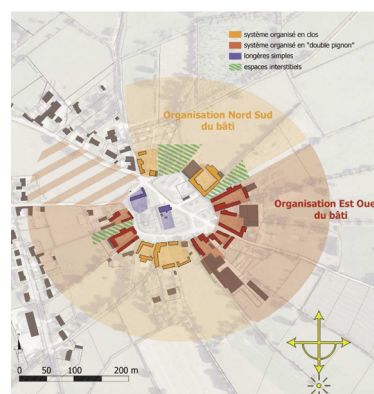 système organisé en clos
système organisé en "double pignon"
longères simples
espaces interstibels
Organisation Nord Sud
du bâti
Organisation Est Oue
du bâti
0 50 100 200 m